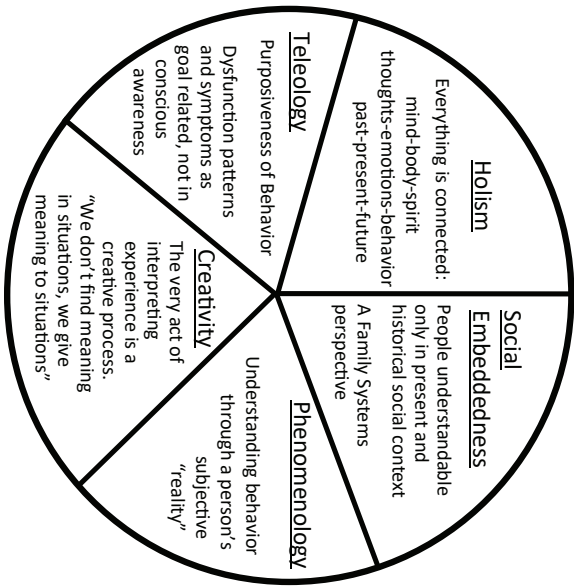 Holism
Everything is connected:
mind-body-spirit
thoughts-emotions-behavior
past-present-future
Social
Embeddedness
People understandable
only in present and
historical social context
A Family Systems
perspective
Teleology
Purposiveness of Behavior
Dysfunction patterns
and symptoms as
goal related, not in
conscious
awareness
Phenomenology
Understanding behavior
through a person's
subjective
"reality"
Creativity
The very act of
interpreting
experience is a
creative process.
"We don't find meaning
in situations, we give
meaning to situations"